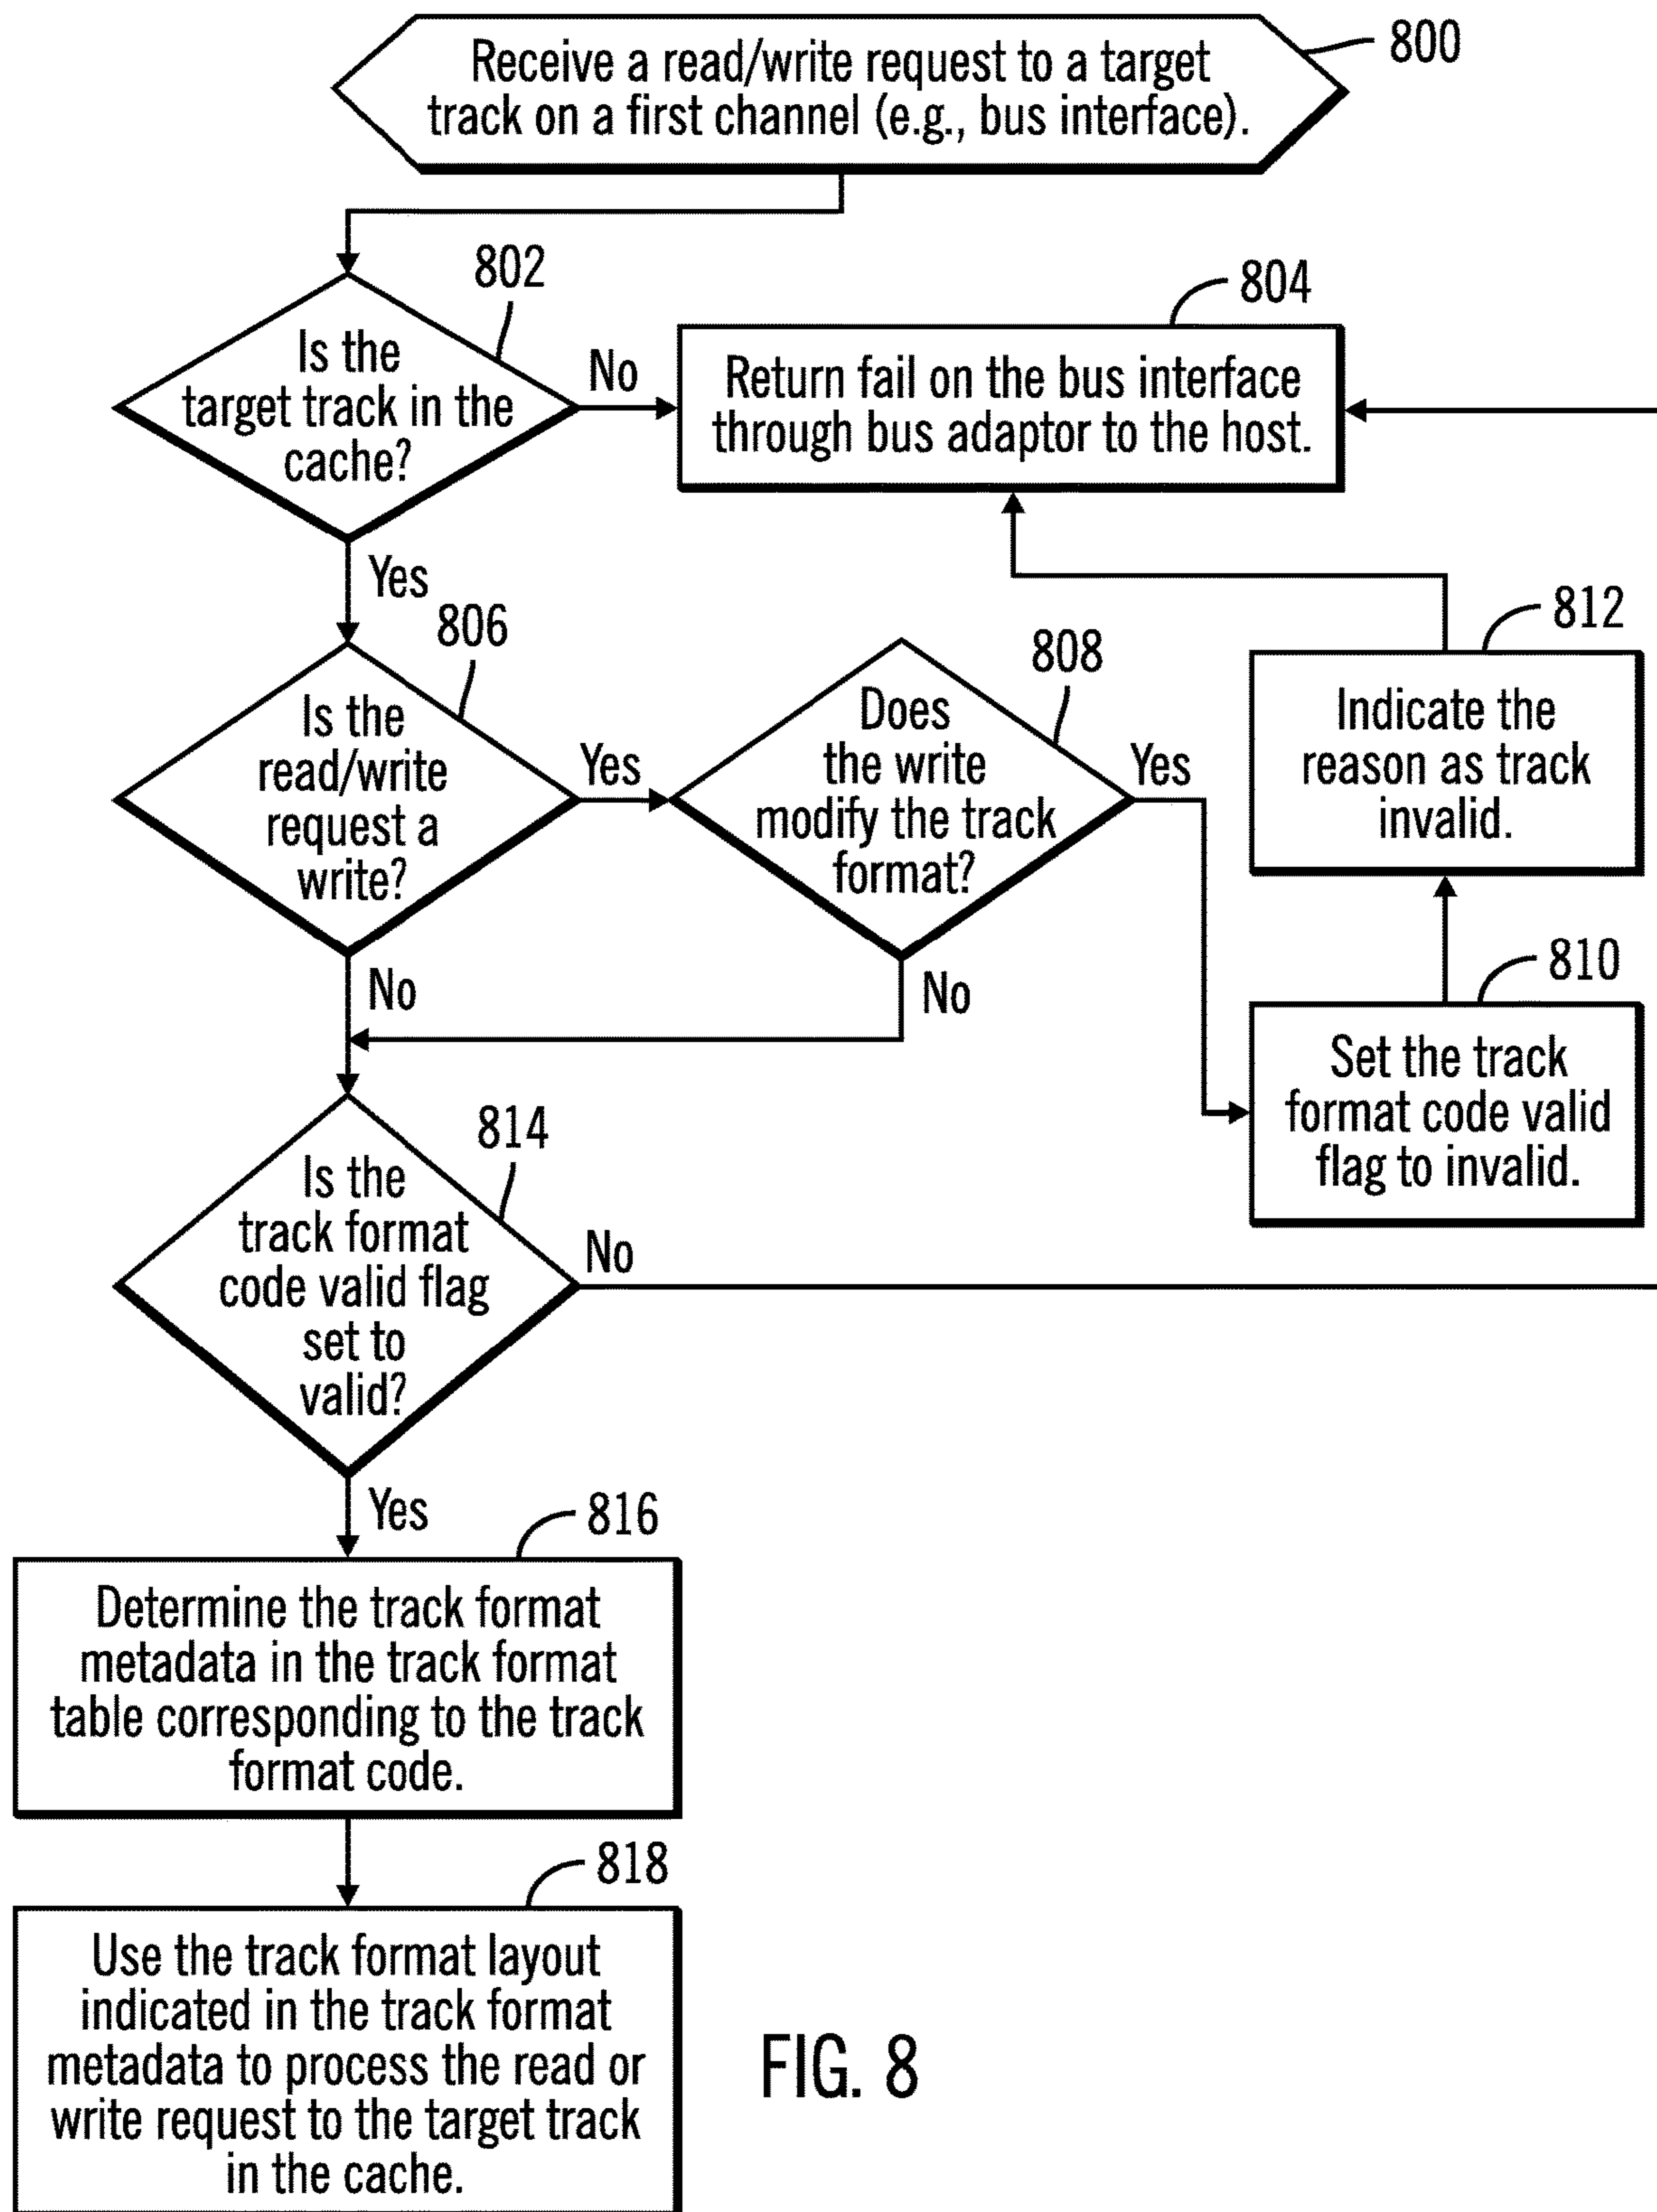 Receive a read/write request to a target
track on a first channel (e.g., bus interface).
800
802
Is the
target track in the
cache?
No
804
Return fail on the bus interface
through bus adaptor to the host.
Yes
806
Is the
read/write
request a
write?
Yes
No
808
Does
the write
modify the track
format?
Yes
No
812
Indicate the
reason as track
invalid.
810
Set the track
format code valid
flag to invalid.
814
Is the
track format
code valid flag
set to
valid?
No
Yes
816
Determine the track format
metadata in the track format
table corresponding to the track
format code.
818
Use the track format layout
indicated in the track format
metadata to process the read or
write request to the target track
in the cache.
FIG. 8